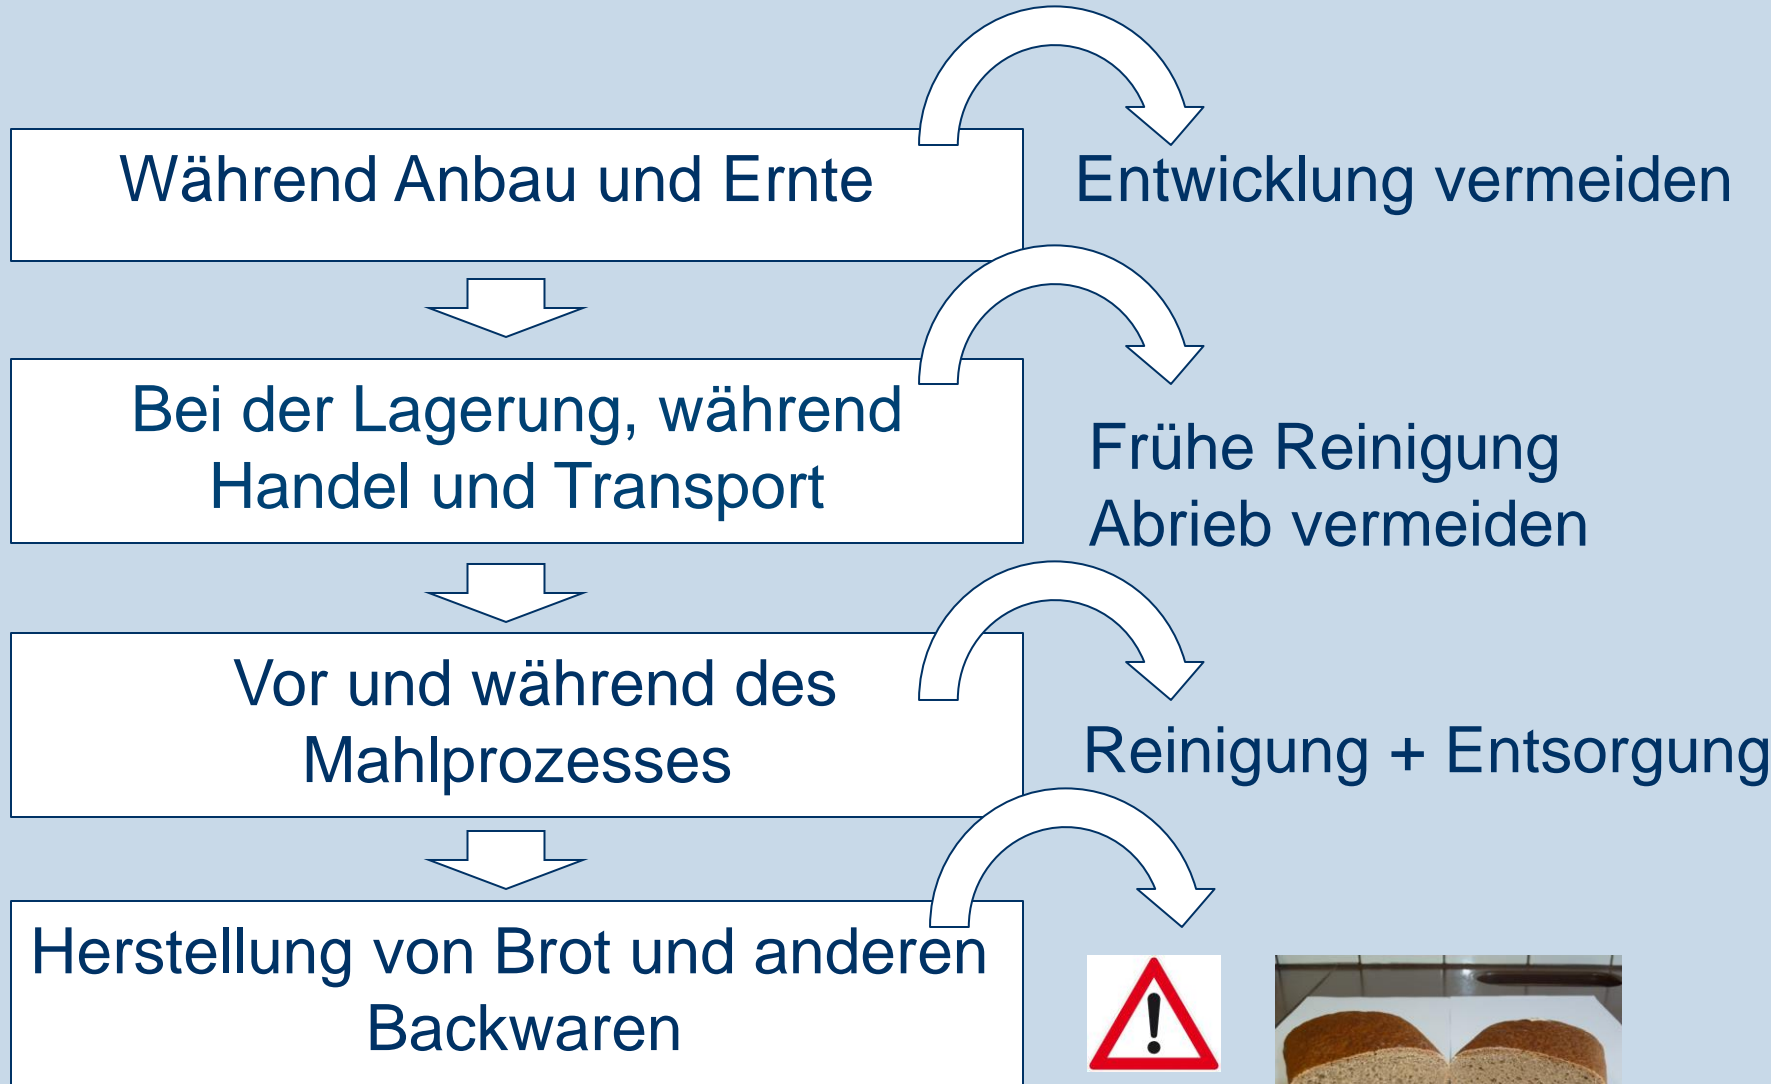 Während Anbau und Ernte
Entwicklung vermeiden
Bei der Lagerung, während
Handel und Transport
Frühe Reinigung
Abrieb vermeiden
Vor und während des
Mahlprozesses
Reinigung + Entsorgung
Herstellung von Brot und anderen
Backwaren